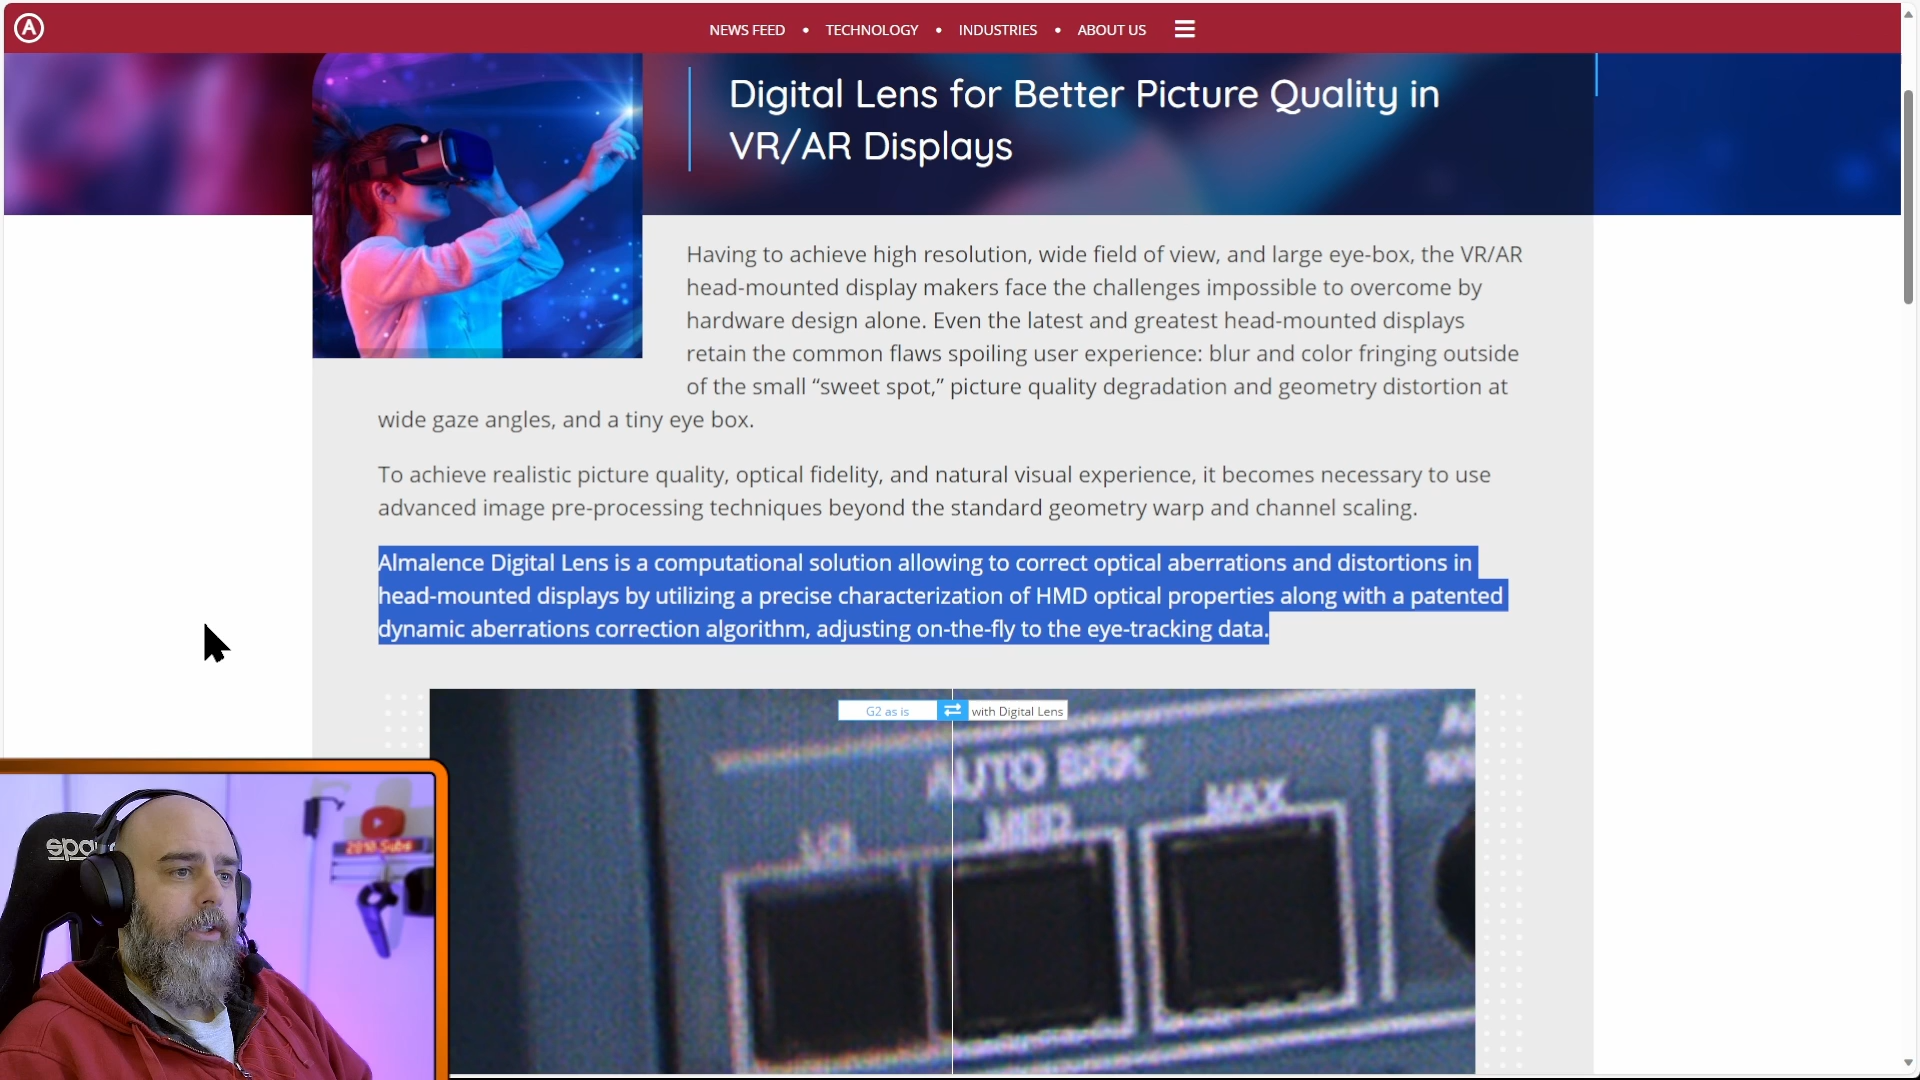 A
NEWS FEED • TECHNOLOGY • INDUSTRIES • ABOUT US
Digital Lens for Better Picture Quality in
VR/AR Displays
Having to achieve high resolution, wide field of view, and large eye-box, the VR/AR
head-mounted display makers face the challenges impossible to overcome by
hardware design alone. Even the latest and greatest head-mounted displays
retain the common flaws spoiling user experience: blur and color fringing outside
of the small “sweet spot,” picture quality degradation and geometry distortion at
wide gaze angles, and a tiny eye box.
To achieve realistic picture quality, optical fidelity, and natural visual experience, it becomes necessary to use
advanced image pre-processing techniques beyond the standard geometry warp and channel scaling.
Almalence Digital Lens is a computational solution allowing to correct optical aberrations and distortions in
head-mounted displays by utilizing a precise characterization of HMD optical properties along with a patented
dynamic aberrations correction algorithm, adjusting on-the-fly to the eye-tracking data.
G2 as is
with Digital Lens
AUTO BRK
MED
MAX
2010 Subs